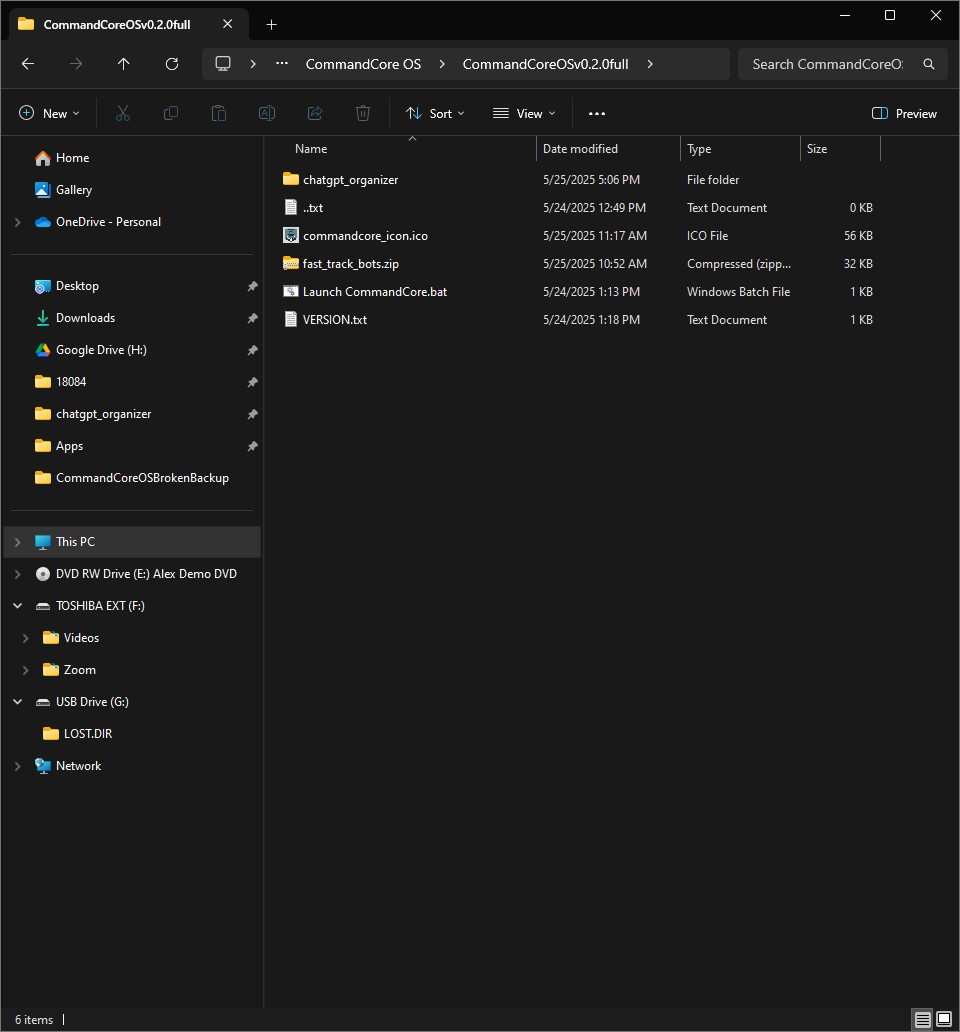 CommandCoreOSv0.2.0full
CommandCore OS CommandCoreOSv0.2.0full
Search CommandCoreOS
New Sort View Preview
Home
Gallery
OneDrive - Personal
Desktop
Downloads
Google Drive (H:)
18084
chatgpt_organizer
Apps
CommandCoreOSBrokenBackup
This PC
DVD RW Drive (E:) Alex Demo DVD
TOSHIBA EXT (F:)
Videos
Zoom
USB Drive (G:)
LOST.DIR
Network
Name Date modified Type Size
chatgpt_organizer 5/25/2025 5:06 PM File folder
..txt 5/24/2025 12:49 PM Text Document 0 KB
commandcore_icon.ico 5/25/2025 11:17 AM ICO File 56 KB
fast_track_bots.zip 5/25/2025 10:52 AM Compressed (zipp... 32 KB
Launch CommandCore.bat 5/24/2025 1:13 PM Windows Batch File 1 KB
VERSION.txt 5/24/2025 1:18 PM Text Document 1 KB
6 items